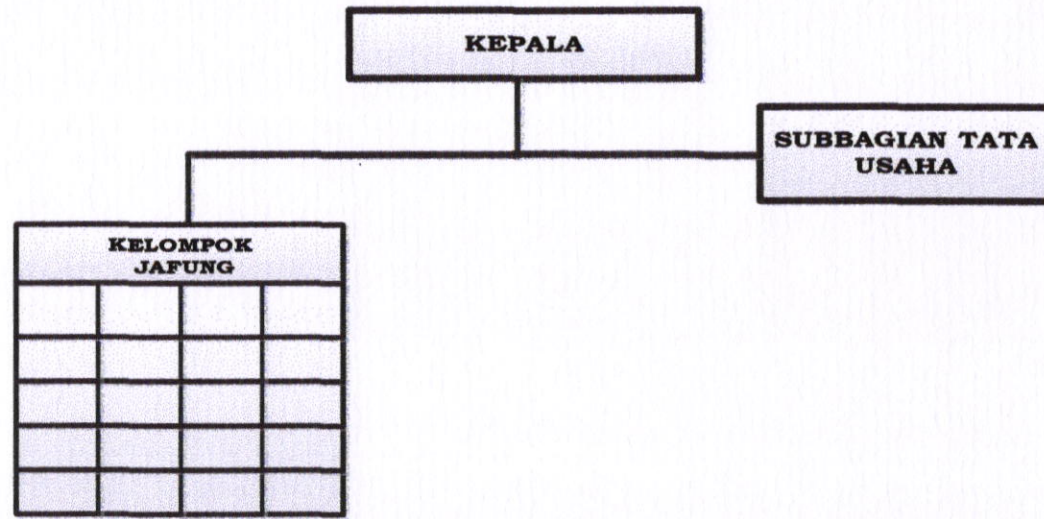 KEPALA
SUBBAGIAN TATA
USAHA
KELOMPOK
JAFUNG